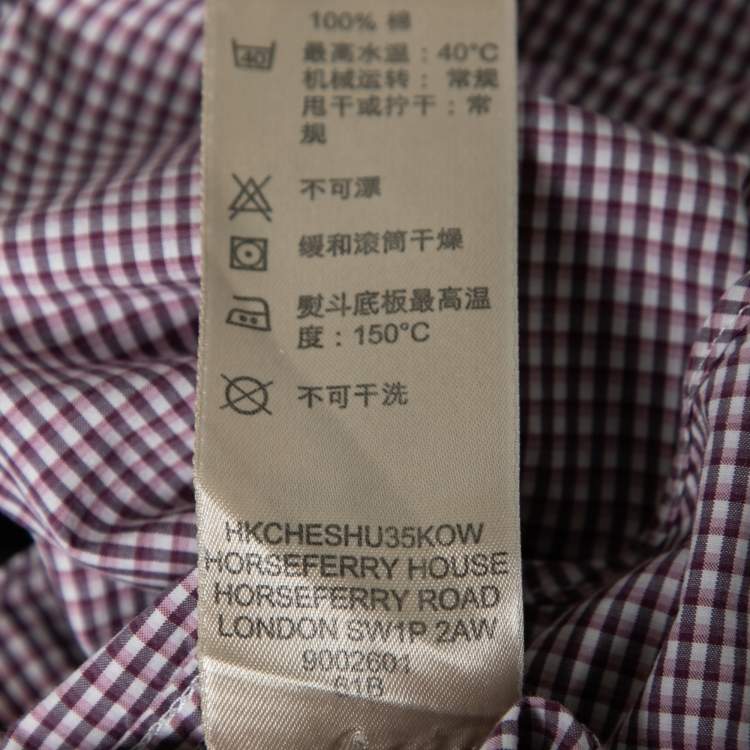 100% 棉
40
最高水温：40°C
机械运转： 常规
甩干或拧干：常
规
不可漂
缓和滚筒干燥
熨斗底板最高温
度：150°C
不可干洗
HKCHESHU35KOW
HORSEFERRY HOUSE
HORSEFERRY ROAD
LONDON SW1P 2AW
9002601
61B